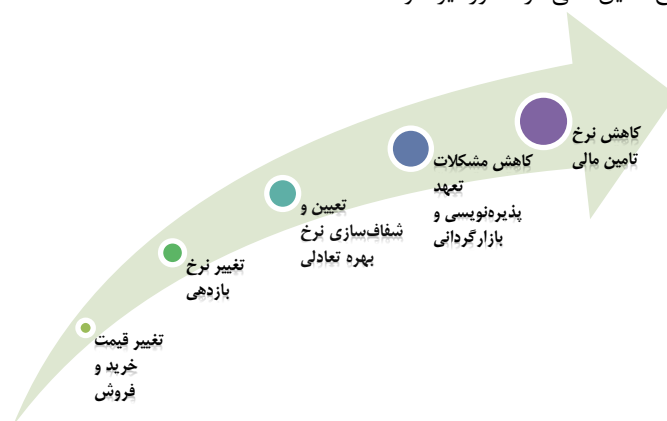 کاهش نرخ
تامین مالی
کاهش مشکلات
تعهد
پذیره‌نویسی و
بازارگردانی
تعیین و
شفاف‌سازی نرخ
بهره تعادلی
تغییر نرخ
بازدهی
تغییر قیمت
خرید و
فروش